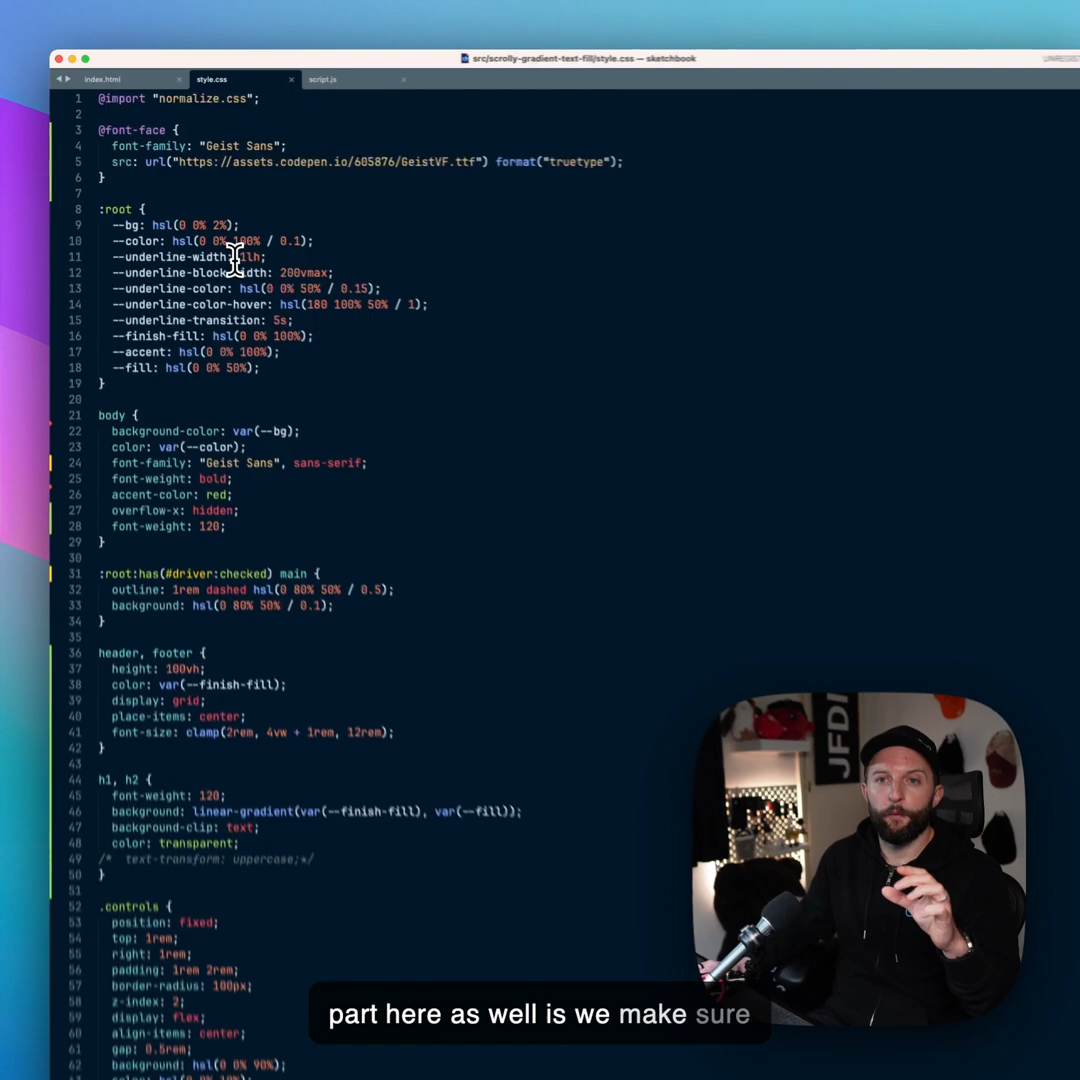 src/scrolly-gradient-text-fill/style.css — sketchbook
index.html
style.css
script.js
1 @import "normalize.css";
2
3 @font-face {
4 font-family: "Geist Sans";
5 src: url("https://assets.codepen.io/605876/GeistVF.ttf") format("truetype");
6 }
7
8 :root {
9 --bg: hsl(0 0% 2%);
10 --color: hsl(0 0% 100% / 0.1);
11 --underline-width: 1lh;
12 --underline-block-width: 200vmax;
13 --underline-color: hsl(0 0% 50% / 0.15);
14 --underline-color-hover: hsl(180 100% 50% / 1);
15 --underline-transition: 5s;
16 --finish-fill: hsl(0 0% 100%);
17 --accent: hsl(0 0% 100%);
18 --fill: hsl(0 0% 50%);
19 }
20
21 body {
22 background-color: var(--bg);
23 color: var(--color);
24 font-family: "Geist Sans", sans-serif;
25 font-weight: bold;
26 accent-color: red;
27 overflow-x: hidden;
28 font-weight: 120;
29 }
30
31 :root:has(#driver:checked) main {
32 outline: 1rem dashed hsl(0 80% 50% / 0.5);
33 background: hsl(0 80% 50% / 0.1);
34 }
35
36 header, footer {
37 height: 100vh;
38 color: var(--finish-fill);
39 display: grid;
40 place-items: center;
41 font-size: clamp(2rem, 4vw + 1rem, 12rem);
42 }
43
44 h1, h2 {
45 font-weight: 120;
46 background: linear-gradient(var(--finish-fill), var(--fill));
47 background-clip: text;
48 color: transparent;
49 /* text-transform: uppercase;*/
50 }
51
52 .controls {
53 position: fixed;
54 top: 1rem;
55 right: 1rem;
56 padding: 1rem 2rem;
57 border-radius: 100px;
58 z-index: 2;
59 display: flex;
60 align-items: center;
61 gap: 0.5rem;
62 background: hsl(0 0% 90%);
JFDI
part here as well is we make sure